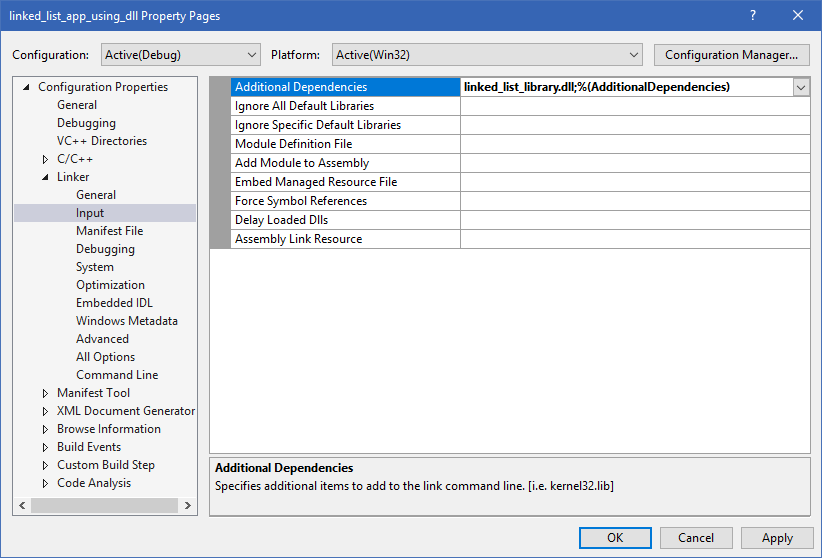 linked_list_app_using_dll Property Pages
Configuration: Active(Debug) Platform: Active(Win32) Configuration Manager...
Configuration Properties
General
Debugging
VC++ Directories
C/C++
Linker
General
Input
Manifest File
Debugging
System
Optimization
Embedded IDL
Windows Metadata
Advanced
All Options
Command Line
Manifest Tool
XML Document Generator
Browse Information
Build Events
Custom Build Step
Code Analysis
Additional Dependencies linked_list_library.dll;%(AdditionalDependencies)
Ignore All Default Libraries
Ignore Specific Default Libraries
Module Definition File
Add Module to Assembly
Embed Managed Resource File
Force Symbol References
Delay Loaded Dlls
Assembly Link Resource
Additional Dependencies
Specifies additional items to add to the link command line. [i.e. kernel32.lib]
OK Cancel Apply